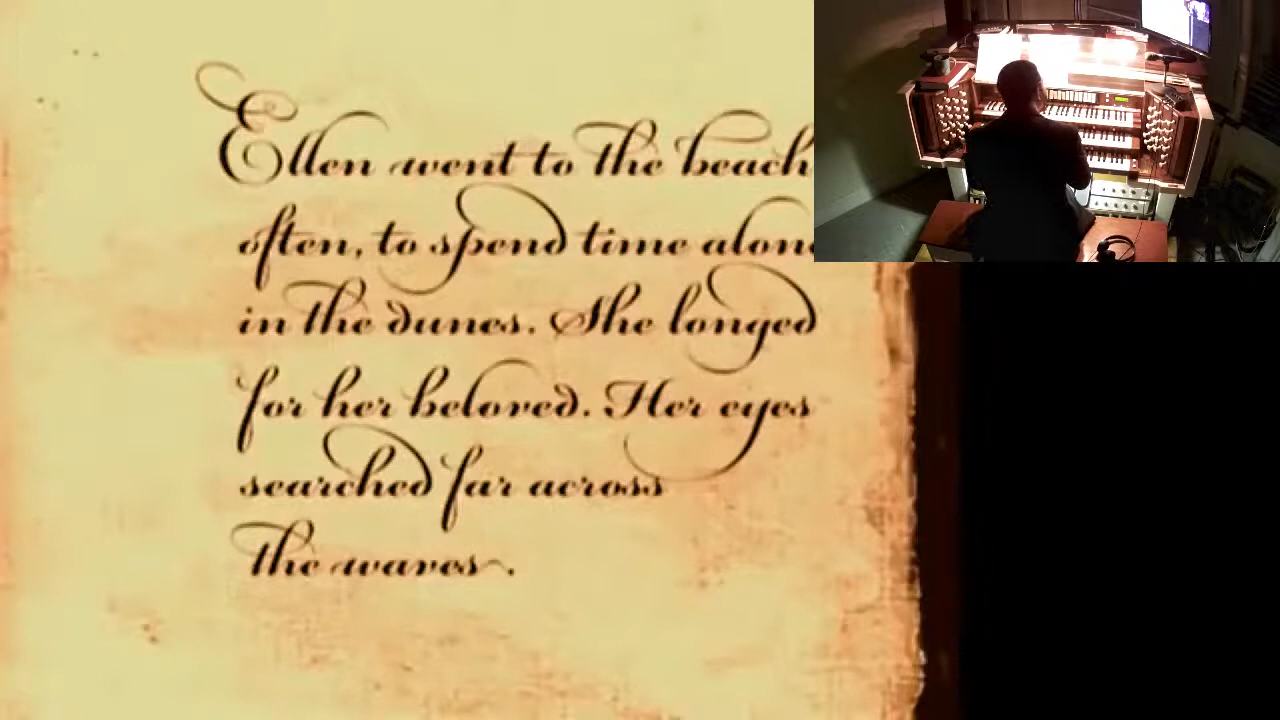 Ellen went to the beach
often, to spend time alone
in the dunes. She longed
for her beloved. Her eyes
searched far across
the waves.